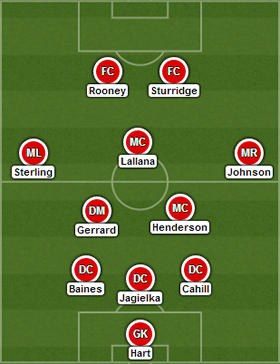 FC
FC
Rooney
Sturridge
ML
MC
MR
Sterling
Lallana
Johnson
DM
MC
Gerrard
Henderson
DC
DC
DC
Baines
Jagielka
Cahill
GK
Hart